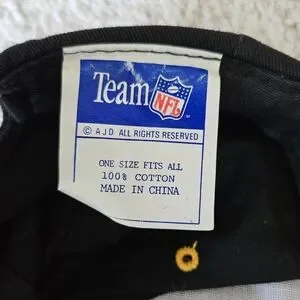 Team NFL
© AJD ALL RIGHTS RESERVED
ONE SIZE FITS ALL
100% COTTON
MADE IN CHINA